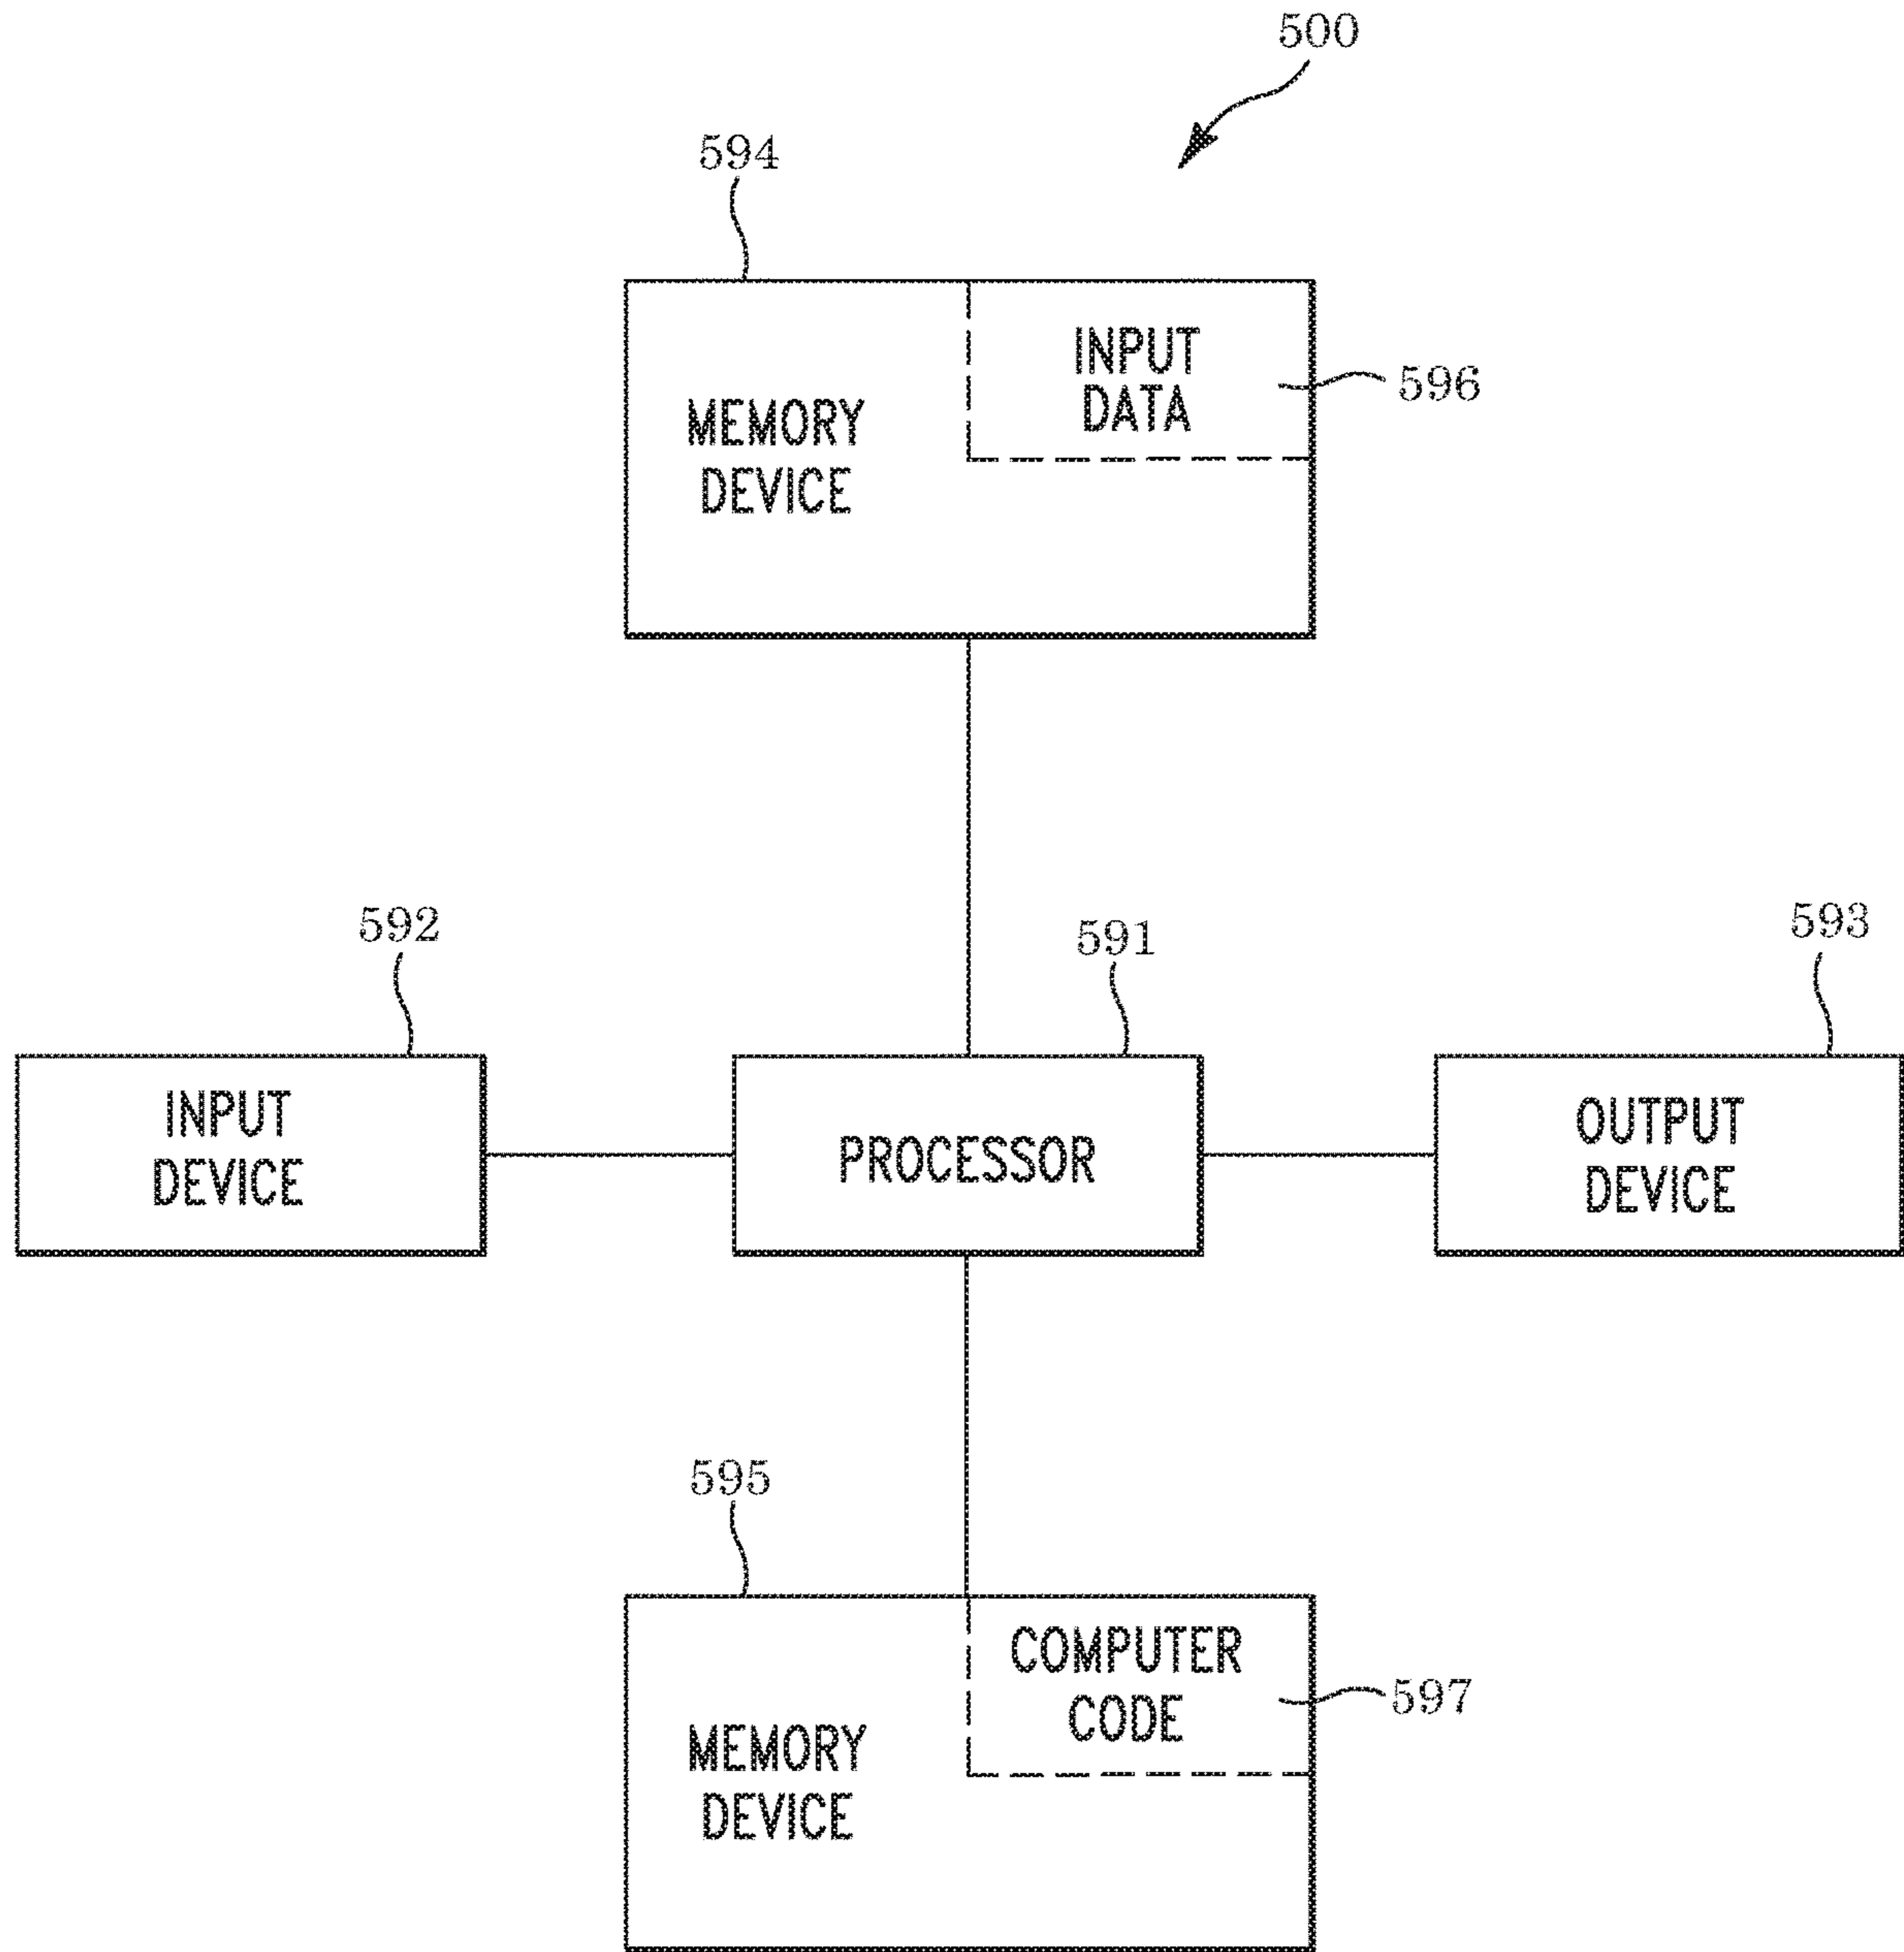 500
594
INPUT
DATA
596
MEMORY
DEVICE
592
591
593
INPUT
DEVICE
PROCESSOR
OUTPUT
DEVICE
595
COMPUTER
CODE
597
MEMORY
DEVICE